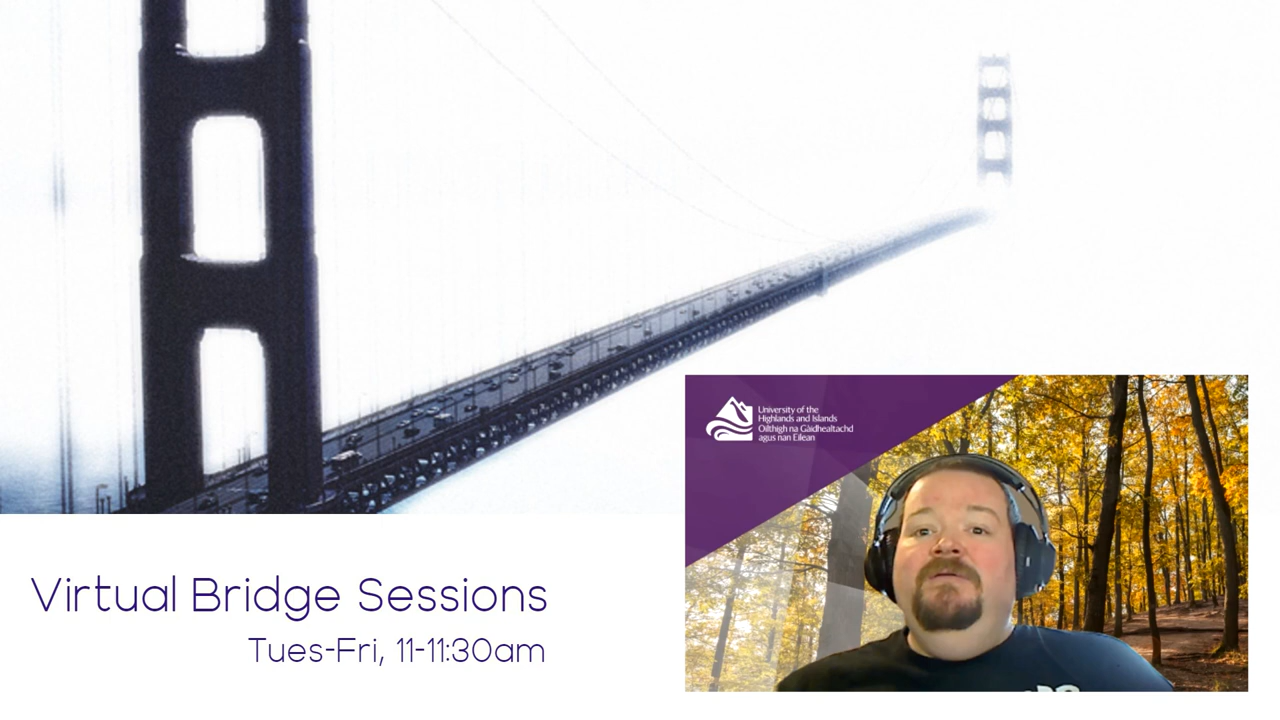 University of the
Highlands and Islands
Oilthigh na Gàidhealtachd
agus nan Eilean
Virtual Bridge Sessions
Tues-Fri, 11-11:30am